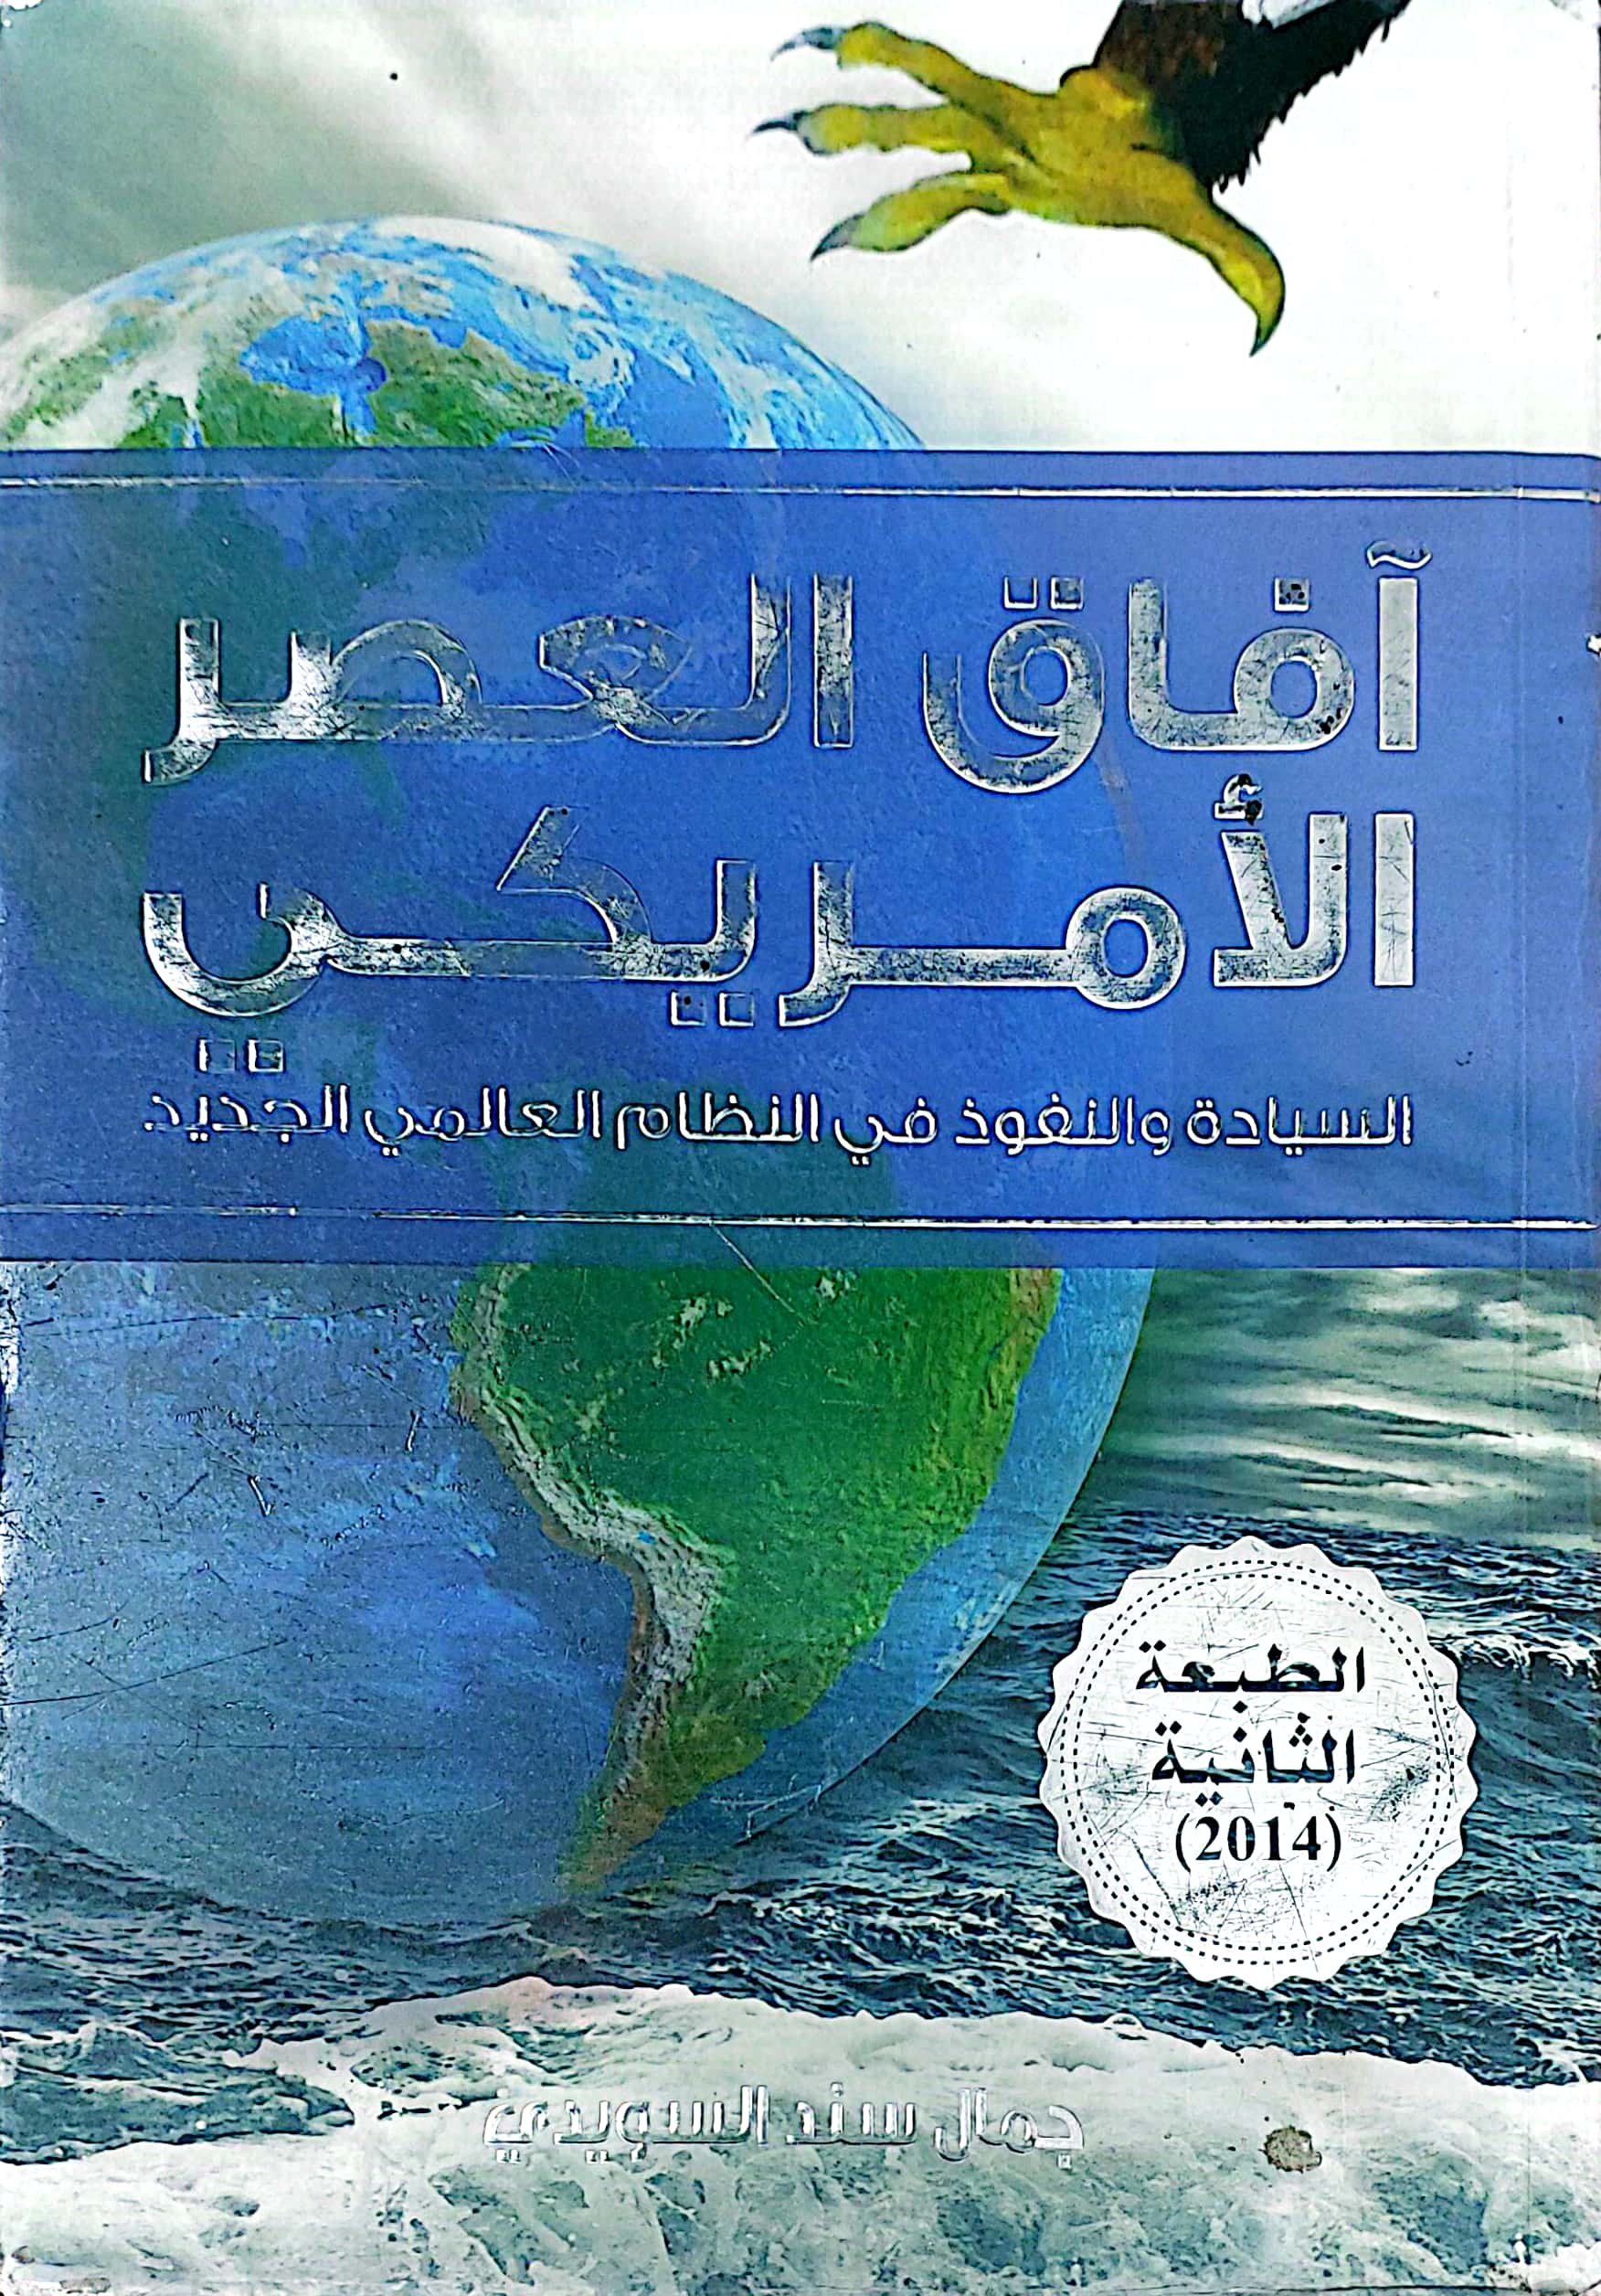 آفاق العصر
الأمريكي
السيادة والنفوذ في النظام العالمي الجديد
الطبعة
الثانية
(2014)
جمال سند السويدي